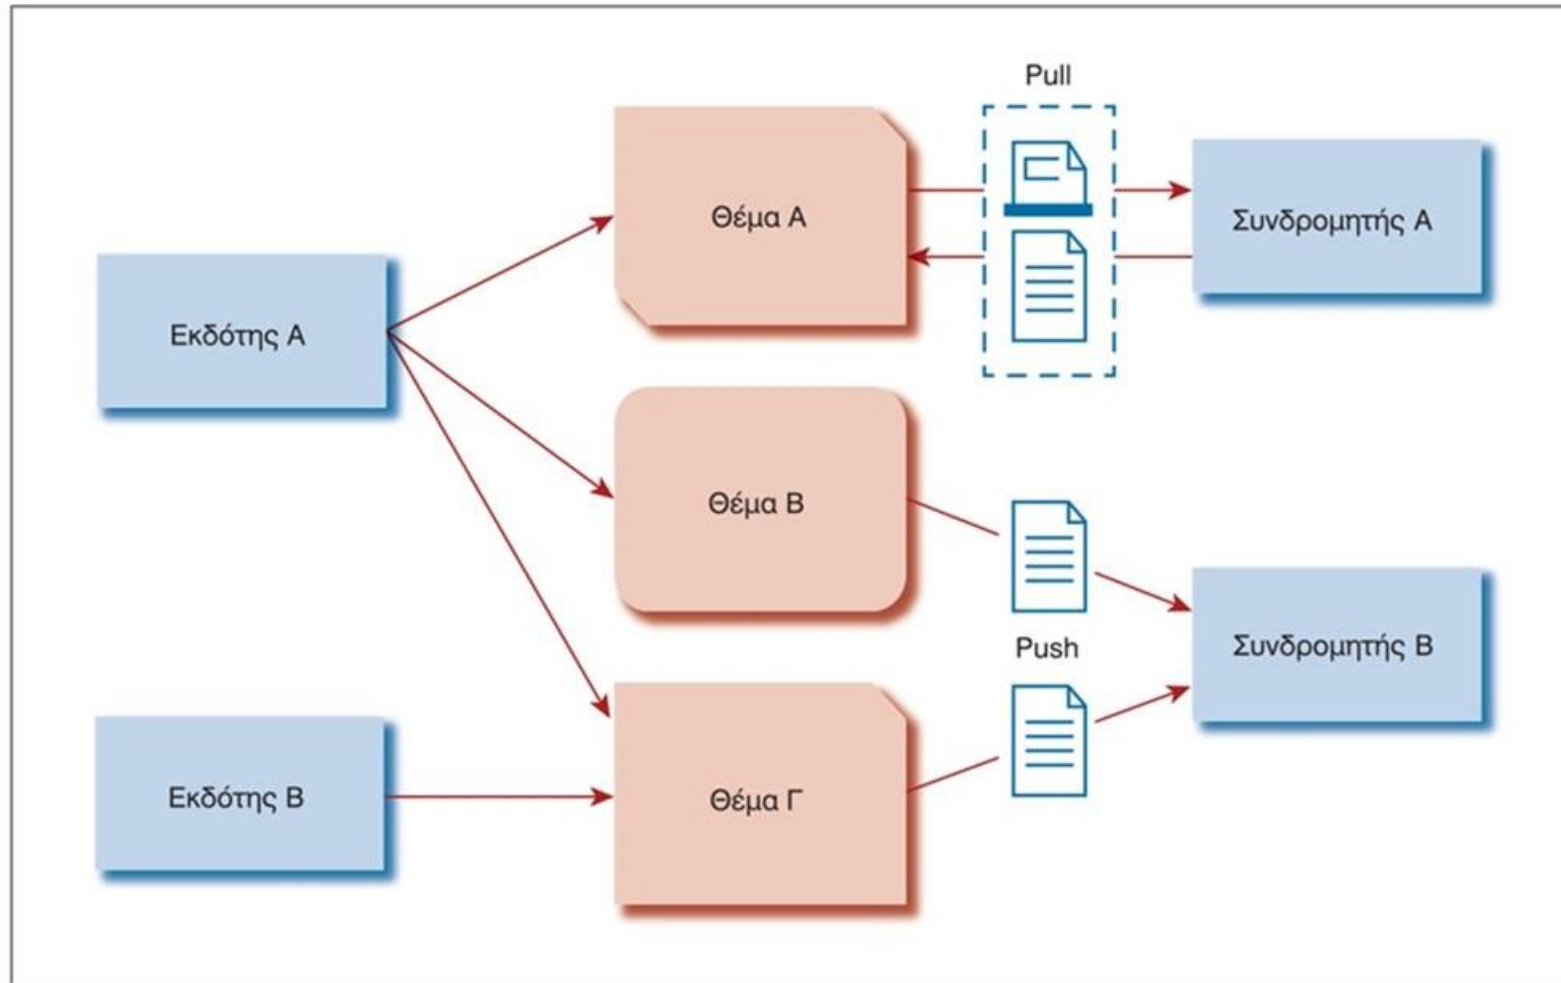 Pull
Θέμα Α
Συνδρομητής Α
Εκδότης Α
Θέμα Β
Push
Συνδρομητής Β
Εκδότης Β
Θέμα Γ